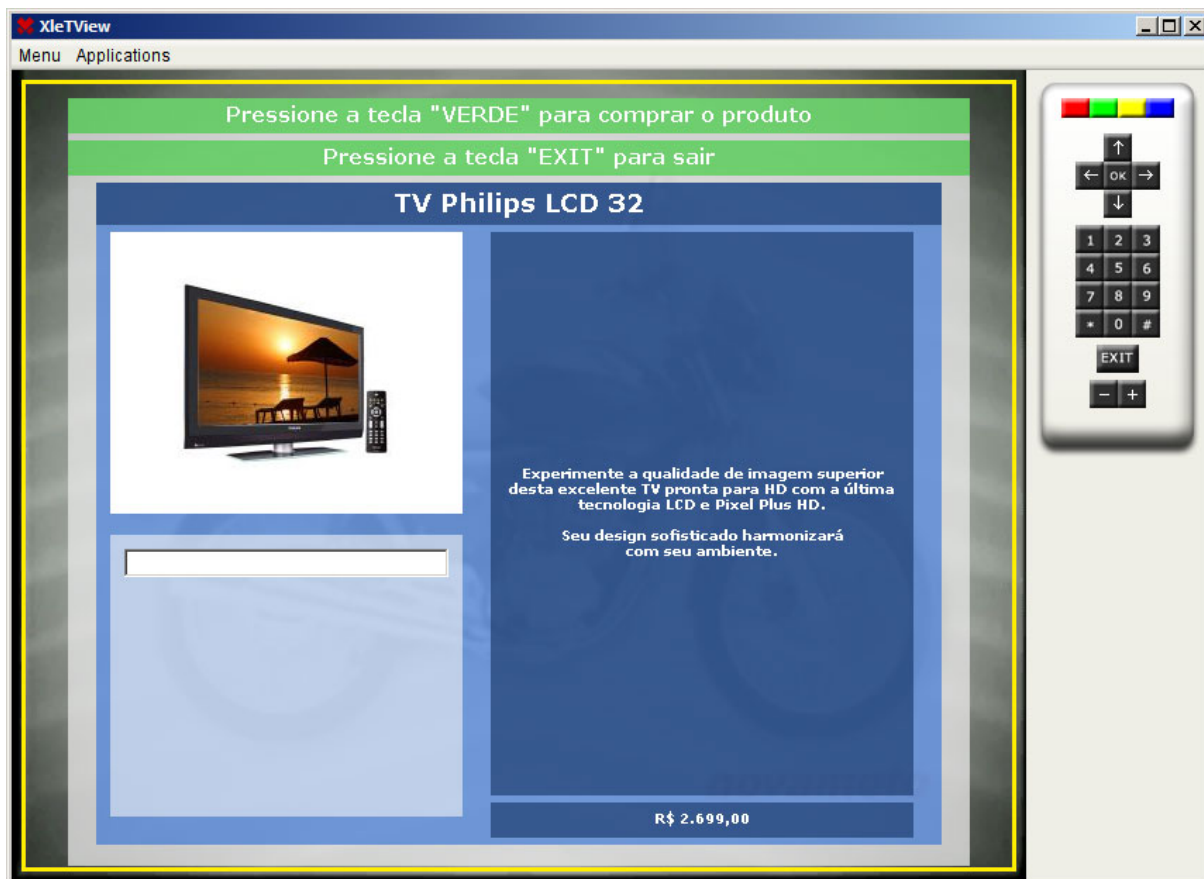 XleTView
Menu Applications
Pressione a tecla "VERDE" para comprar o produto
Pressione a tecla "EXIT" para sair
TV Philips LCD 32
Experimente a qualidade de imagem superior
desta excelente TV pronta para HD com a última
tecnologia LCD e Pixel Plus HD.
Seu design sofisticado harmonizará
com seu ambiente.
R$ 2.699,00
↑
← OK →
↓
1 2 3
4 5 6
7 8 9
* 0 #
EXIT
− +